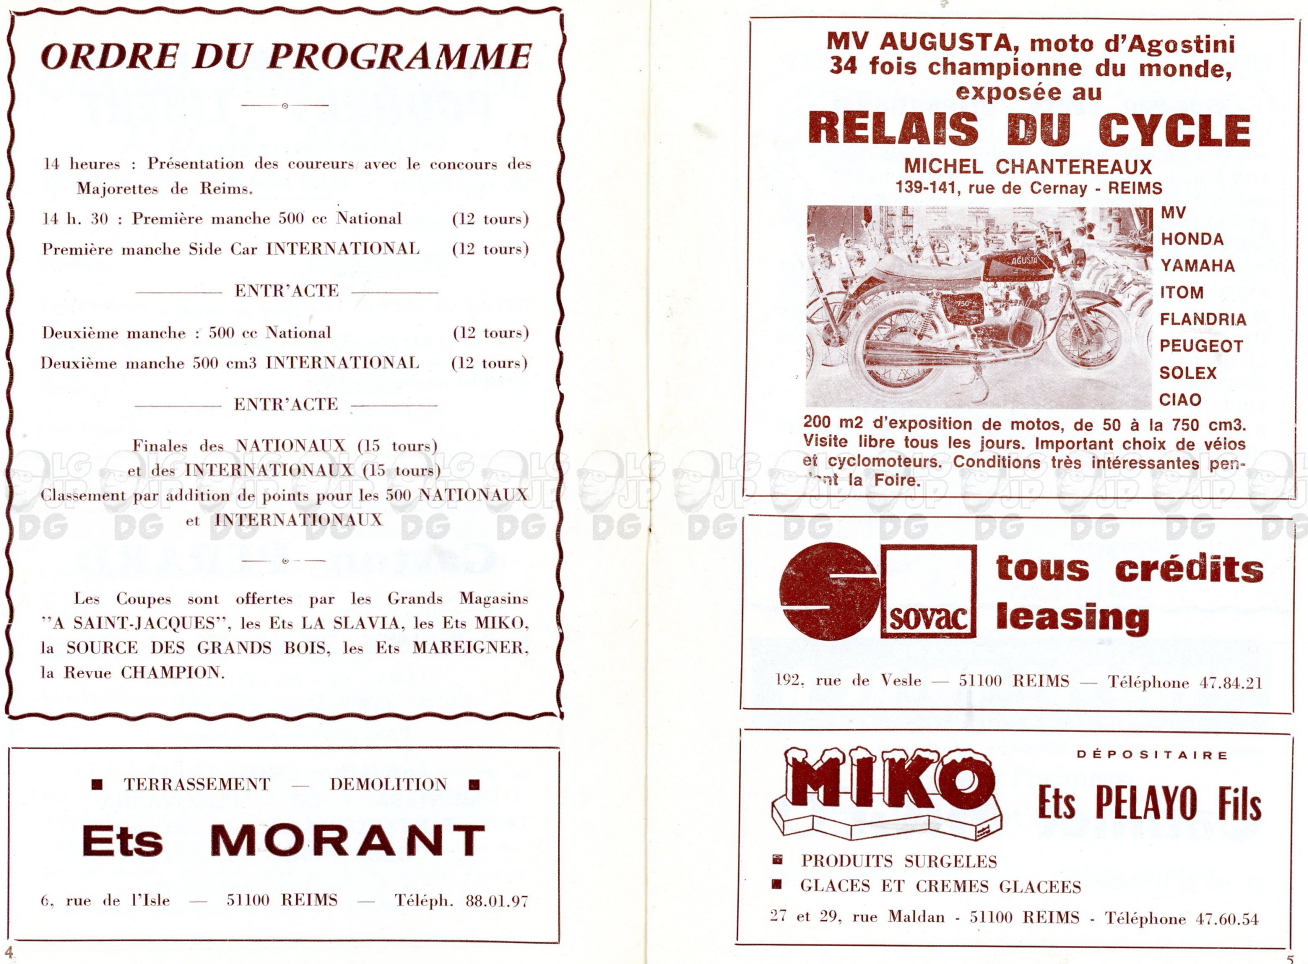 ORDRE DU PROGRAMME
14 heures : Présentation des coureurs avec le concours des
Majorettes de Reims.
14 h. 30 : Première manche 500 cc National (12 tours)
Première manche Side Car INTERNATIONAL (12 tours)
ENTR'ACTE
Deuxième manche : 500 cc National (12 tours)
Deuxième manche 500 cm3 INTERNATIONAL (12 tours)
ENTR'ACTE
Finales des NATIONAUX (15 tours)
et des INTERNATIONAUX (15 tours)
Classement par addition de points pour les 500 NATIONAUX
et INTERNATIONAUX
Les Coupes sont offertes par les Grands Magasins
"A SAINT-JACQUES", les Ets LA SLAVIA, les Ets MIKO,
la SOURCE DES GRANDS BOIS, les Ets MAREIGNER,
la Revue CHAMPION.
TERRASSEMENT — DEMOLITION
Ets MORANT
6, rue de l'Isle — 51100 REIMS — Téléph. 88.01.97
4
MV AUGUSTA, moto d'Agostini
34 fois championne du monde,
exposée au
RELAIS DU CYCLE
MICHEL CHANTEREAUX
139-141, rue de Cernay - REIMS
AGUSTA
750
MV
HONDA
YAMAHA
ITOM
FLANDRIA
PEUGEOT
SOLEX
CIAO
200 m2 d'exposition de motos, de 50 à la 750 cm3.
Visite libre tous les jours. Important choix de vélos
et cyclomoteurs. Conditions très intéressantes pen-
dant la Foire.
sovac
tous crédits
leasing
192, rue de Vesle — 51100 REIMS — Téléphone 47.84.21
MIKO
DÉPOSITAIRE
Ets PELAYO Fils
PRODUITS SURGELES
GLACES ET CREMES GLACEES
27 et 29, rue Maldan - 51100 REIMS - Téléphone 47.60.54
5
LG JP DG